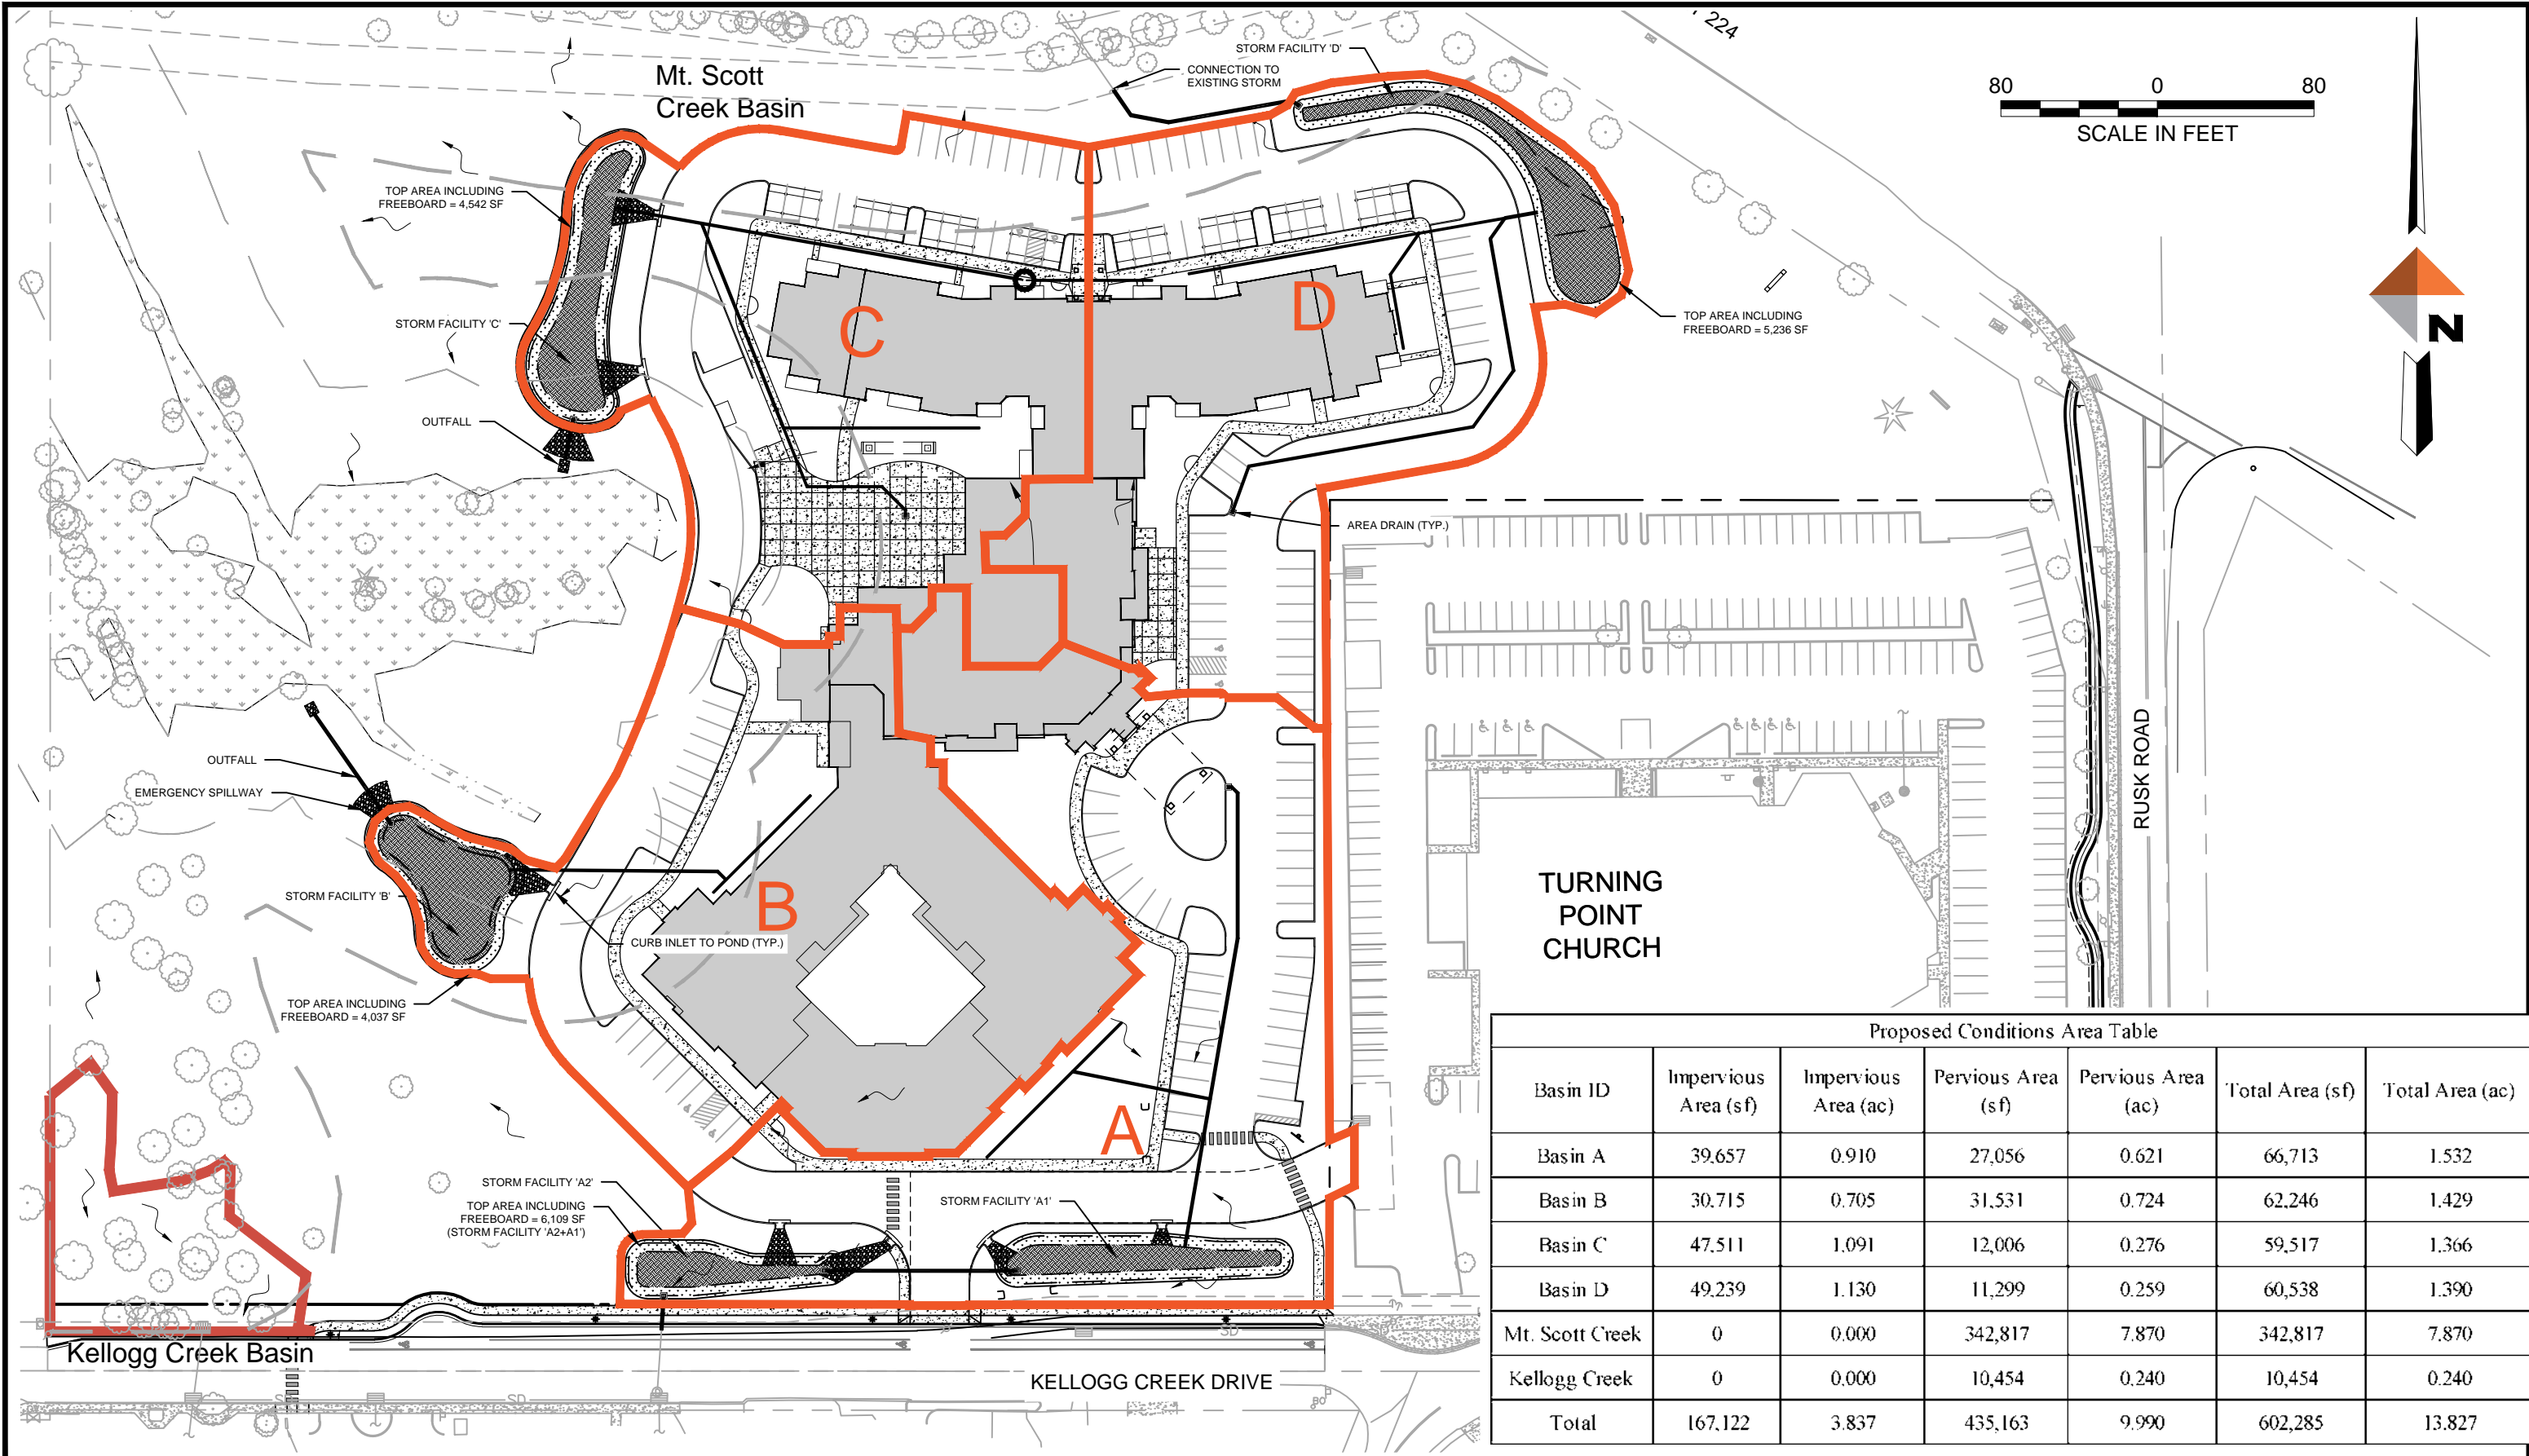 224
Mt. Scott
Creek Basin
STORM FACILITY 'D'
CONNECTION TO
EXISTING STORM
80 0 80
SCALE IN FEET
N
TOP AREA INCLUDING
FREEBOARD = 4,542 SF
STORM FACILITY 'C'
OUTFALL
C
D
TOP AREA INCLUDING
FREEBOARD = 5,236 SF
AREA DRAIN (TYP.)
OUTFALL
EMERGENCY SPILLWAY
STORM FACILITY 'B'
B
CURB INLET TO POND (TYP.)
TOP AREA INCLUDING
FREEBOARD = 4,037 SF
TURNING
POINT
CHURCH
RUSK ROAD
A
STORM FACILITY 'A2'
TOP AREA INCLUDING
FREEBOARD = 6,109 SF
(STORM FACILITY 'A2+A1')
STORM FACILITY 'A1'
SD
Kellogg Creek Basin
KELLOGG CREEK DRIVE
SD
SD
Proposed Conditions Area Table
Basin ID Impervious Area (sf) Impervious Area (ac) Pervious Area (sf) Pervious Area (ac) Total Area (sf) Total Area (ac)
Basin A 39,657 0.910 27,056 0.621 66,713 1.532
Basin B 30,715 0.705 31,531 0.724 62,246 1.429
Basin C 47,511 1.091 12,006 0.276 59,517 1.366
Basin D 49,239 1.130 11,299 0.259 60,538 1.390
Mt. Scott Creek 0 0.000 342,817 7.870 342,817 7.870
Kellogg Creek 0 0.000 10,454 0.240 10,454 0.240
Total 167,122 3.837 435,163 9.990 602,285 13.827